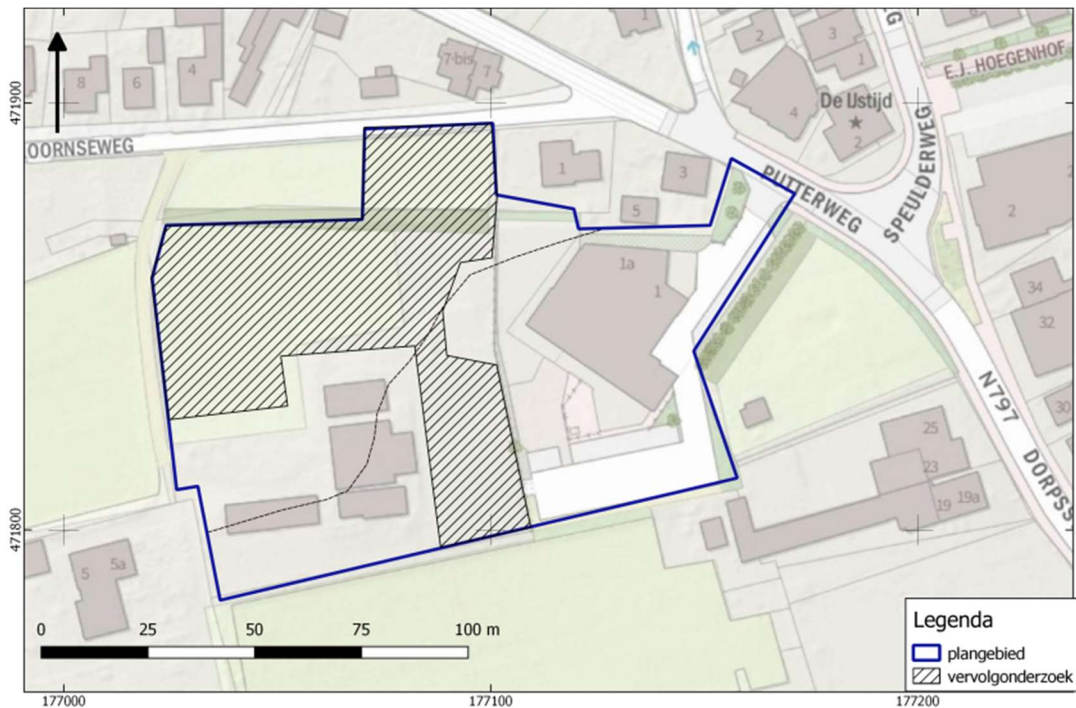 8
6
4
7-bis
7
1
2
3
1
4
De IJstijd
2
E.J. HOEGENHOF
471900
OORNSEWEG
PUTTERWEG
SPEULDERWEG
1
3
5
2
1a
1
34
32
30
N797
DORPSS
25
23
19
19a
471800
5
5a
0 25 50 75 100 m
Legenda
plangebied
vervolgonderzoek
177000 177100 177200